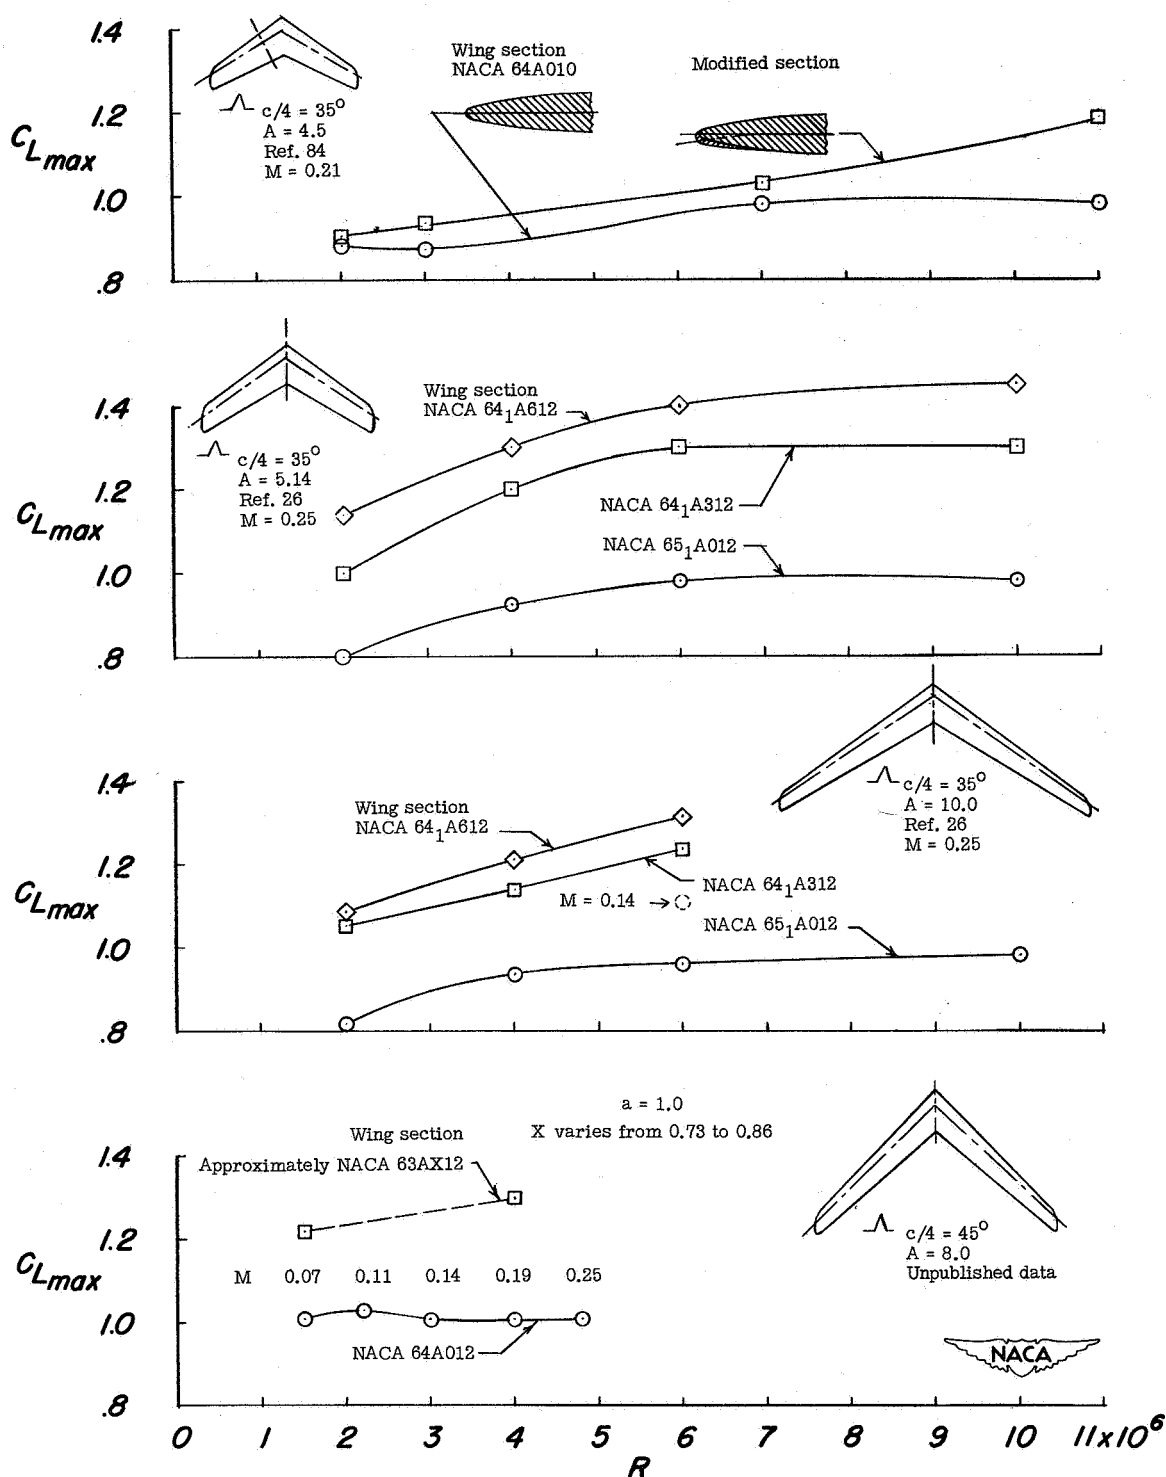 1.4
1.2
1.0
.8
C_Lmax
Λ c/4 = 35°
A = 4.5
Ref. 84
M = 0.21
Wing section
NACA 64A010
Modified section
1.4
1.2
1.0
.8
C_Lmax
Λ c/4 = 35°
A = 5.14
Ref. 26
M = 0.25
Wing section
NACA 64₁A612
NACA 64₁A312
NACA 65₁A012
1.4
1.2
1.0
.8
C_Lmax
Wing section
NACA 64₁A612
NACA 64₁A312
M = 0.14
NACA 65₁A012
Λ c/4 = 35°
A = 10.0
Ref. 26
M = 0.25
1.4
1.2
1.0
.8
C_Lmax
a = 1.0
X varies from 0.73 to 0.86
Wing section
Approximately NACA 63AX12
M 0.07 0.11 0.14 0.19 0.25
NACA 64A012
Λ c/4 = 45°
A = 8.0
Unpublished data
NACA
0 1 2 3 4 5 6 7 8 9 10 11x10⁶
R